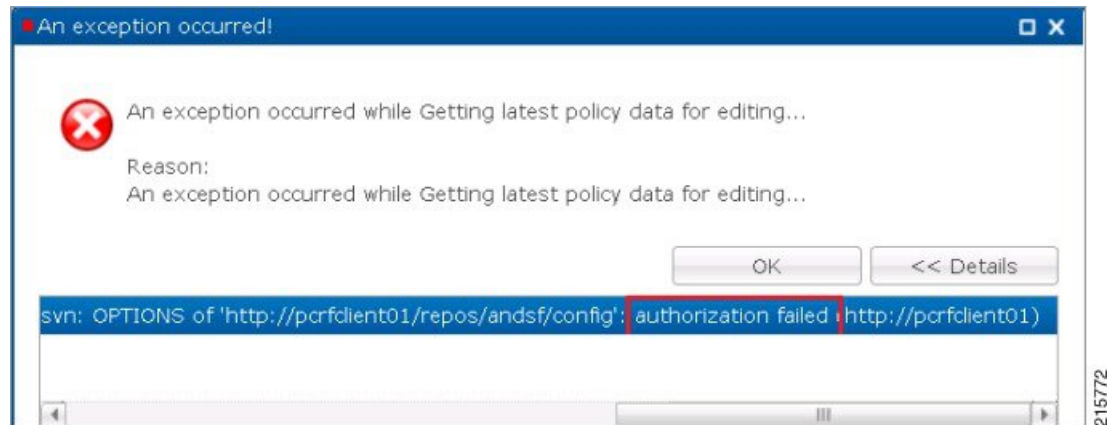 An exception occurred!
An exception occurred while Getting latest policy data for editing...
Reason:
An exception occurred while Getting latest policy data for editing...
OK
<< Details
svn: OPTIONS of 'http://pcrfclient01/repos/andsf/config': authorization failed (http://pcrfclient01)
215772